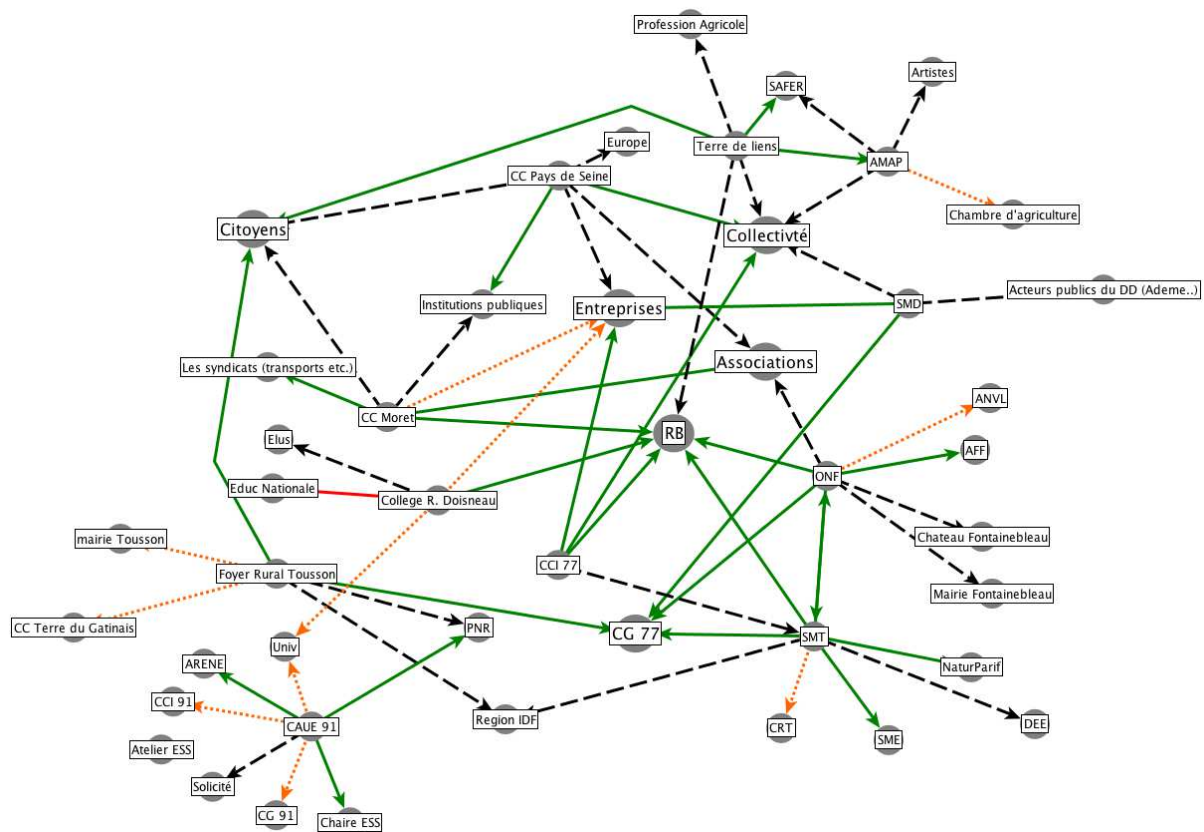 Profession Agricole
Artistes
SAFER
Europe
Terre de liens
AMAP
CC Pays de Seine
Chambre d'agriculture
Citoyens
Collectivté
Acteurs publics du DD (Ademe..)
Institutions publiques
Entreprises
SMD
Les syndicats (transports etc.)
Associations
ANVL
CC Moret
RB
Elus
AFF
ONF
Educ Nationale
College R. Doisneau
mairie Tousson
Chateau Fontainebleau
CCI 77
Foyer Rural Tousson
Mairie Fontainebleau
CC Terre du Gatinais
PNR
CG 77
SMT
Univ
ARENE
NaturParif
CCI 91
CAUE 91
Region IDF
DEE
CRT
SME
Atelier ESS
Solicité
CG 91
Chaire ESS